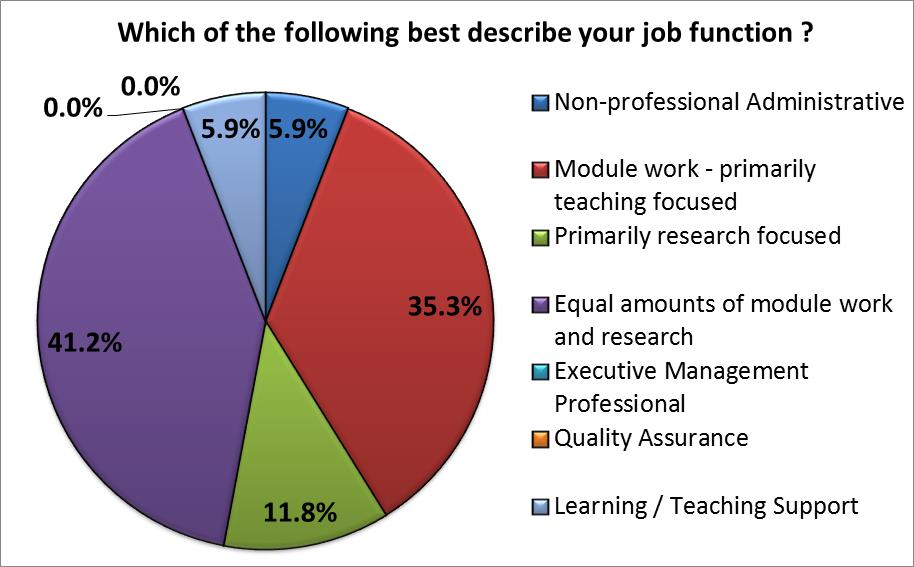 Which of the following best describe your job function ?
0.0%
0.0%
5.9%
5.9%
35.3%
11.8%
41.2%
Non-professional Administrative
Module work - primarily
teaching focused
Primarily research focused
Equal amounts of module work
and research
Executive Management
Professional
Quality Assurance
Learning / Teaching Support